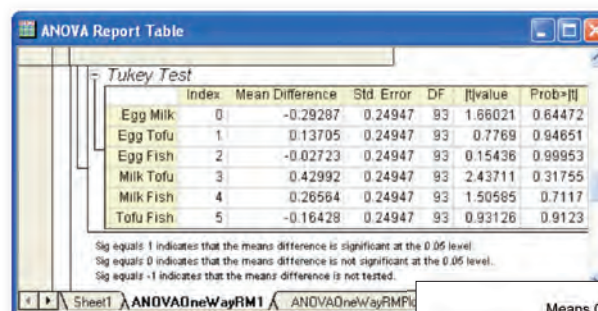 ANOVA Report Table
Tukey Test
Index Mean Difference Std. Error DF |t|value Prob>|t|
Egg Milk 0 -0.29287 0.24947 93 1.66021 0.64472
Egg Tofu 1 0.13705 0.24947 93 0.7769 0.94651
Egg Fish 2 -0.02723 0.24947 93 0.15436 0.99953
Milk Tofu 3 0.42992 0.24947 93 2.43711 0.31755
Milk Fish 4 0.26564 0.24947 93 1.50585 0.7117
Tofu Fish 5 -0.16428 0.24947 93 0.93126 0.9123
Sig equals 1 indicates that the means difference is significant at the 0.05 level.
Sig equals 0 indicates that the means difference is not significant at the 0.05 level.
Sig equals -1 indicates that the means difference is not tested.
Sheet1 ANOVAOneWayRM1 ANOVAOneWayRMPlo
Means